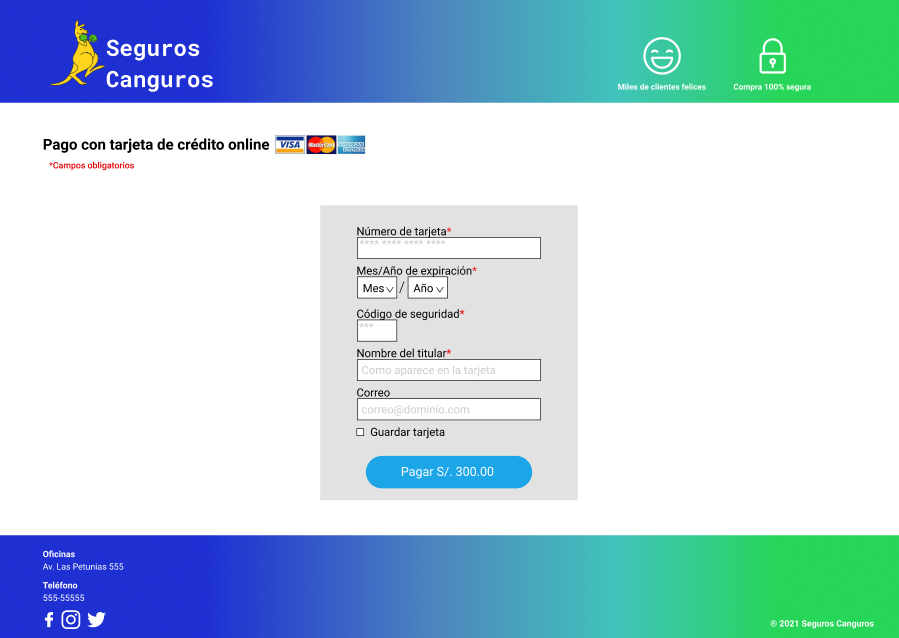 Seguros
Canguros
Miles de clientes felices
Compra 100% segura
Pago con tarjeta de crédito online VISA MasterCard AMERICAN EXPRESS
*Campos obligatorios
Número de tarjeta*
**** **** **** ****
Mes/Año de expiración*
Mes / Año
Código de seguridad*
***
Nombre del titular*
Como aparece en la tarjeta
Correo
correo@dominio.com
Guardar tarjeta
Pagar S/. 300.00
Oficinas
Av. Las Petunias 555
Teléfono
555-55555
® 2021 Seguros Canguros